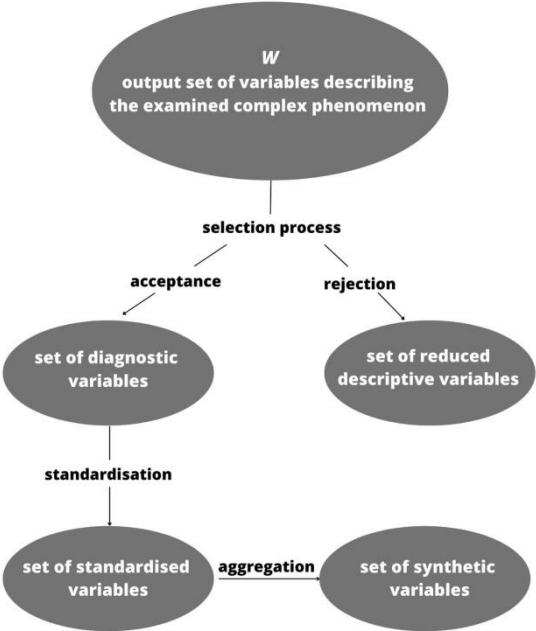 W
output set of variables describing
the examined complex phenomenon
selection process
acceptance
rejection
set of diagnostic
variables
set of reduced
descriptive variables
standardisation
set of standardised
variables
aggregation
set of synthetic
variables